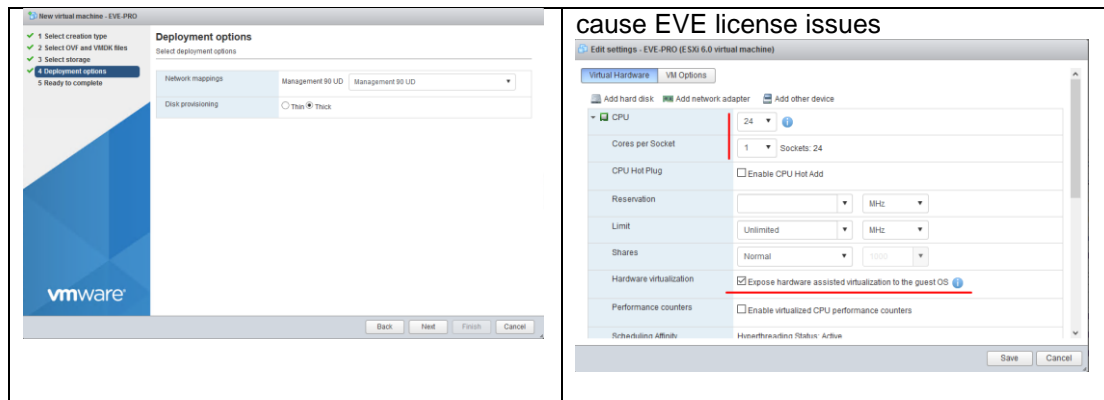 New virtual machine - EVE-PRO
1 Select creation type
2 Select OVF and VMDK files
3 Select storage
4 Deployment options
5 Ready to complete
Deployment options
Select deployment options
Network mappings
Management 90 UD
Management 90 UD
Disk provisioning
Thin
Thick
vmware
Back
Next
Finish
Cancel
cause EVE license issues
Edit settings - EVE-PRO (ESXi 6.0 virtual machine)
Virtual Hardware
VM Options
Add hard disk
Add network adapter
Add other device
CPU
24
Cores per Socket
1
Sockets: 24
CPU Hot Plug
Enable CPU Hot Add
Reservation
MHz
Limit
Unlimited
MHz
Shares
Normal
1000
Hardware virtualization
Expose hardware assisted virtualization to the guest OS
Performance counters
Enable virtualized CPU performance counters
Scheduling Affinity
Hyperthreading Status: Active
Save
Cancel